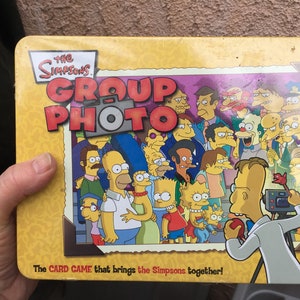 THE
SIMPSONS
GROUP
PHOTO
The CARD GAME that brings the Simpsons together!